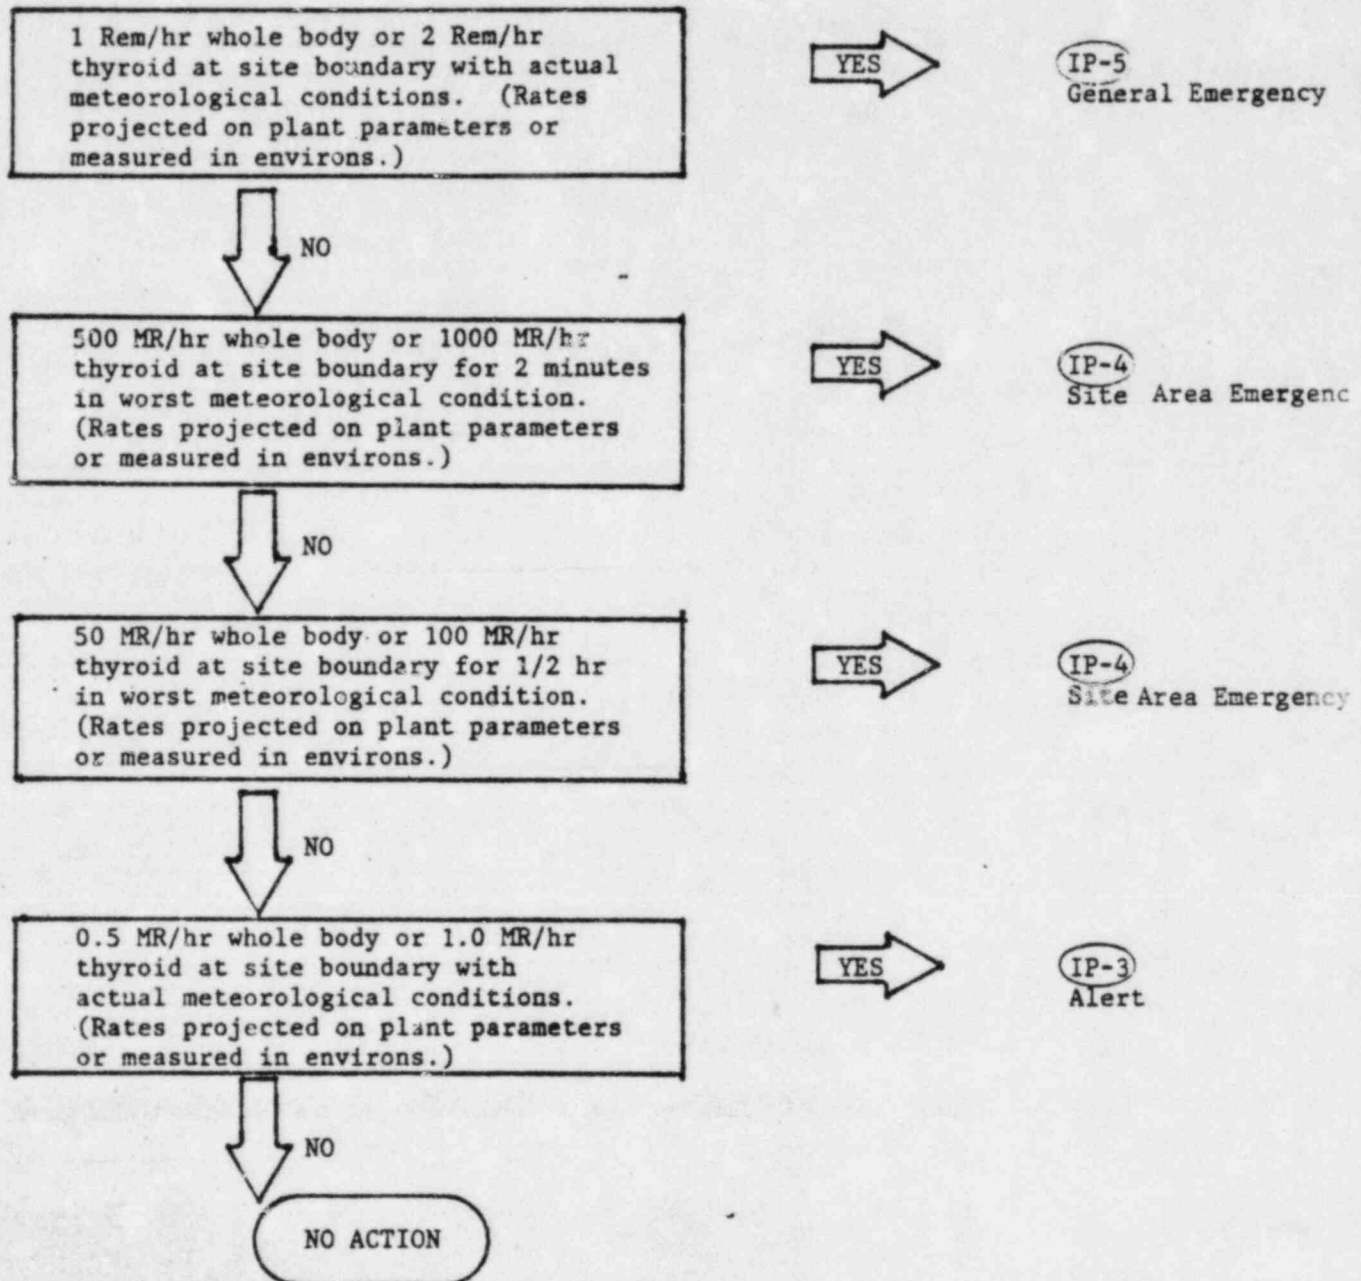 1 Rem/hr whole body or 2 Rem/hr
thyroid at site boundary with actual
meteorological conditions. (Rates
projected on plant parameters or
measured in environs.)
YES
IP-5
General Emergency
NO
500 MR/hr whole body or 1000 MR/hr
thyroid at site boundary for 2 minutes
in worst meteorological condition.
(Rates projected on plant parameters
or measured in environs.)
YES
IP-4
Site Area Emergenc
NO
50 MR/hr whole body or 100 MR/hr
thyroid at site boundary for 1/2 hr
in worst meteorological condition.
(Rates projected on plant parameters
or measured in environs.)
YES
IP-4
Site Area Emergency
NO
0.5 MR/hr whole body or 1.0 MR/hr
thyroid at site boundary with
actual meteorological conditions.
(Rates projected on plant parameters
or measured in environs.)
YES
IP-3
Alert
NO
NO ACTION